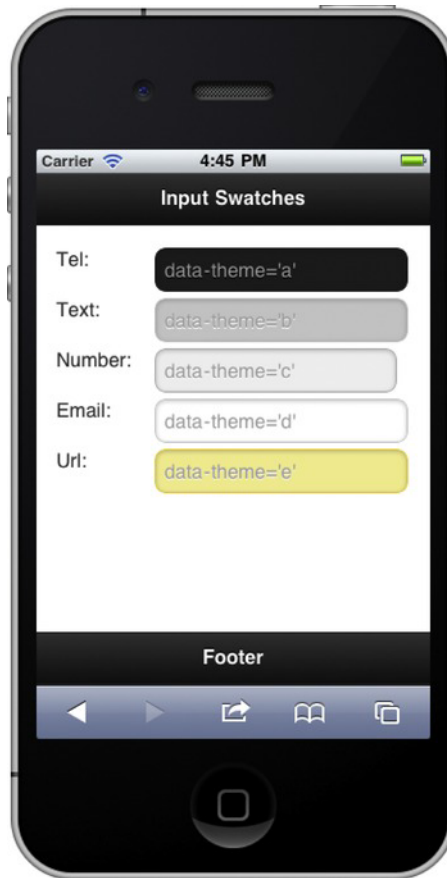 Carrier 4:45 PM
Input Swatches
Tel: data-theme='a'
Text: data-theme='b'
Number: data-theme='c'
Email: data-theme='d'
Url: data-theme='e'
Footer